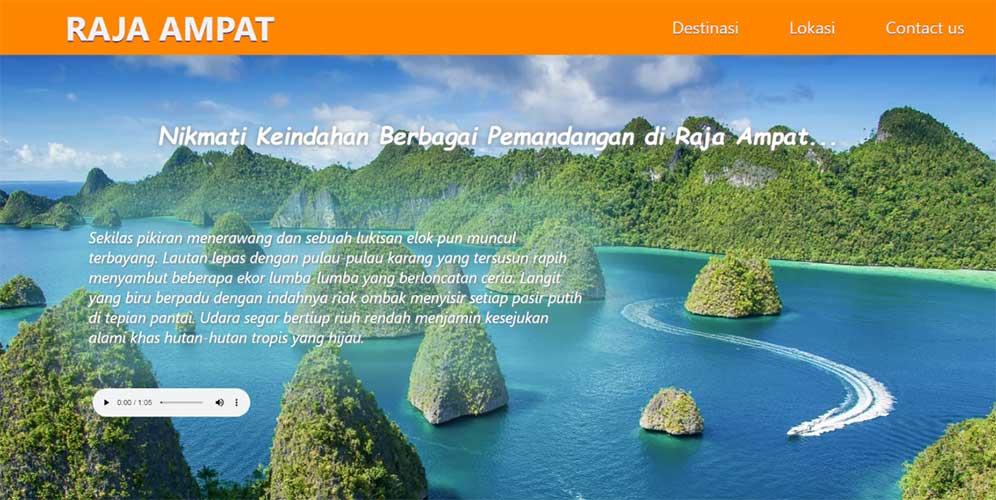 RAJA AMPAT
Destinasi
Lokasi
Contact us
Nikmati Keindahan Berbagai Pemandangan di Raja Ampat...
Sekilas pikiran menerawang dan sebuah lukisan elok pun muncul
terbayang. Lautan lepas dengan pulau-pulau karang yang tersusun rapih
menyambut beberapa ekor lumba-lumba yang berloncatan ceria. Langit
yang biru berpadu dengan indahnya riak ombak menyisir setiap pasir putih
di tepian pantai. Udara segar bertiup riuh rendah menjamin kesejukan
alami khas hutan-hutan tropis yang hijau.
0:00 / 1:05